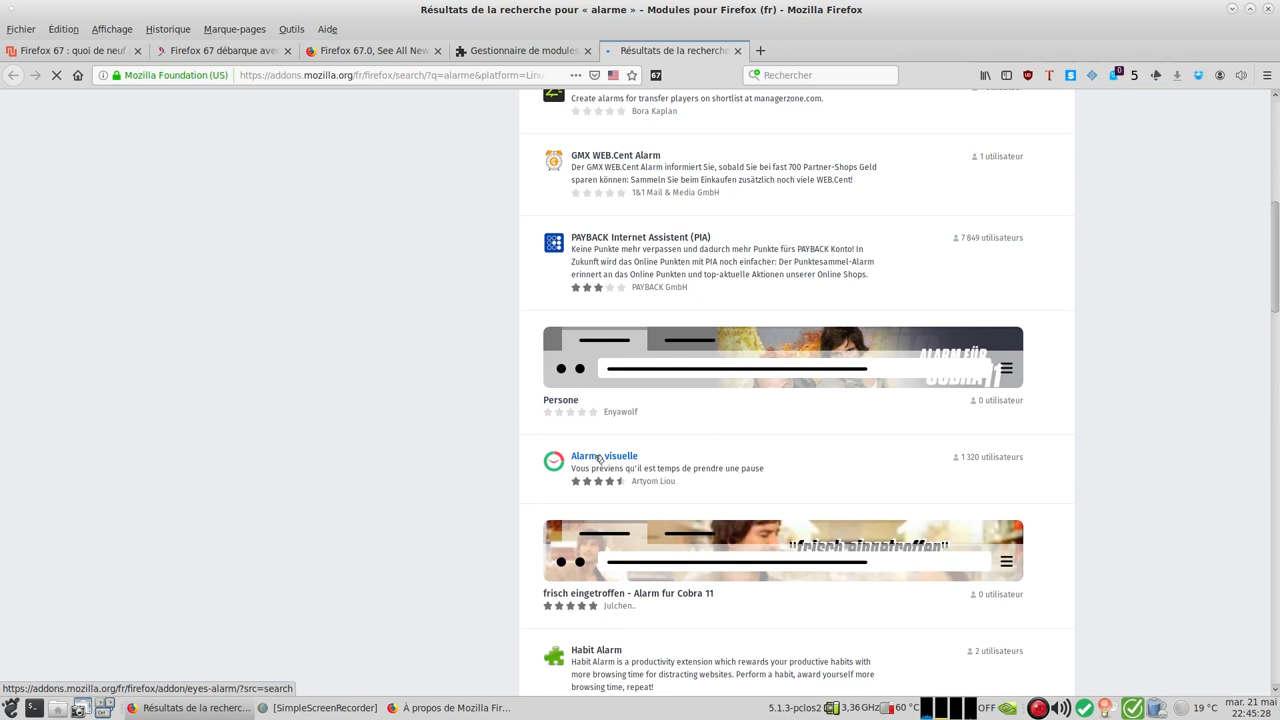 Résultats de la recherche pour Firefox (fr) - Mozilla Firefox
Fichier Édition Affichage Historique Marque-pages Outils Aide
Firefox 67 : quoi de neuf
Firefox 67 débarque ave
Firefox 67.0, See All New
Gestionnaire de modules
Résultats de la recherche
Mozilla Foundation (US) https://addons.mozilla.org/fr/firefox/search/?q=alarme&platform=Linu
67
Rechercher
0
5
Create alarms for transfer players on shortlist at managerzone.com.
Bora Kaplan
GMX WEB.Cent Alarm
1 utilisateur
Der GMX WEB.Cent Alarm informiert Sie, sobald Sie bei fast 700 Partner-Shops Geld
sparen können: Sammeln Sie beim Einkaufen zusätzlich noch viele WEB.Cent!
1&1 Mail & Media GmbH
PAYBACK Internet Assistent (PIA)
7 849 utilisateurs
Keine Punkte mehr verpassen und dadurch mehr Punkte fürs PAYBACK Konto! In
Zukunft wird das Online Punkten mit PIA noch einfacher: Der Punktesammel-Alarm
erinnert an das Online Punkten und top-aktuelle Aktionen unserer Online Shops.
PAYBACK GmbH
ALARM FÜR
COBRA 11
Persone
0 utilisateur
Enyawolf
Alarme visuelle
1 320 utilisateurs
Vous préviens qu'il est temps de prendre une pause
Artyom Liou
"frisch eingetroffen"
frisch eingetroffen - Alarm fur Cobra 11
0 utilisateur
Julchen..
Habit Alarm
2 utilisateurs
Habit Alarm is a productivity extension which rewards your productive habits with
more browsing time for distracting websites. Perform a habit, award yourself more
browsing time, repeat!
https://addons.mozilla.org/fr/firefox/addon/eyes-alarm/?src=search
Résultats de la recherc...
[SimpleScreenRecorder]
À propos de Mozilla Fir...
5.1.3-pclos2
3,36 GHz
60 °C
OFF
19 °C
mar. 21 mai
22:45:28